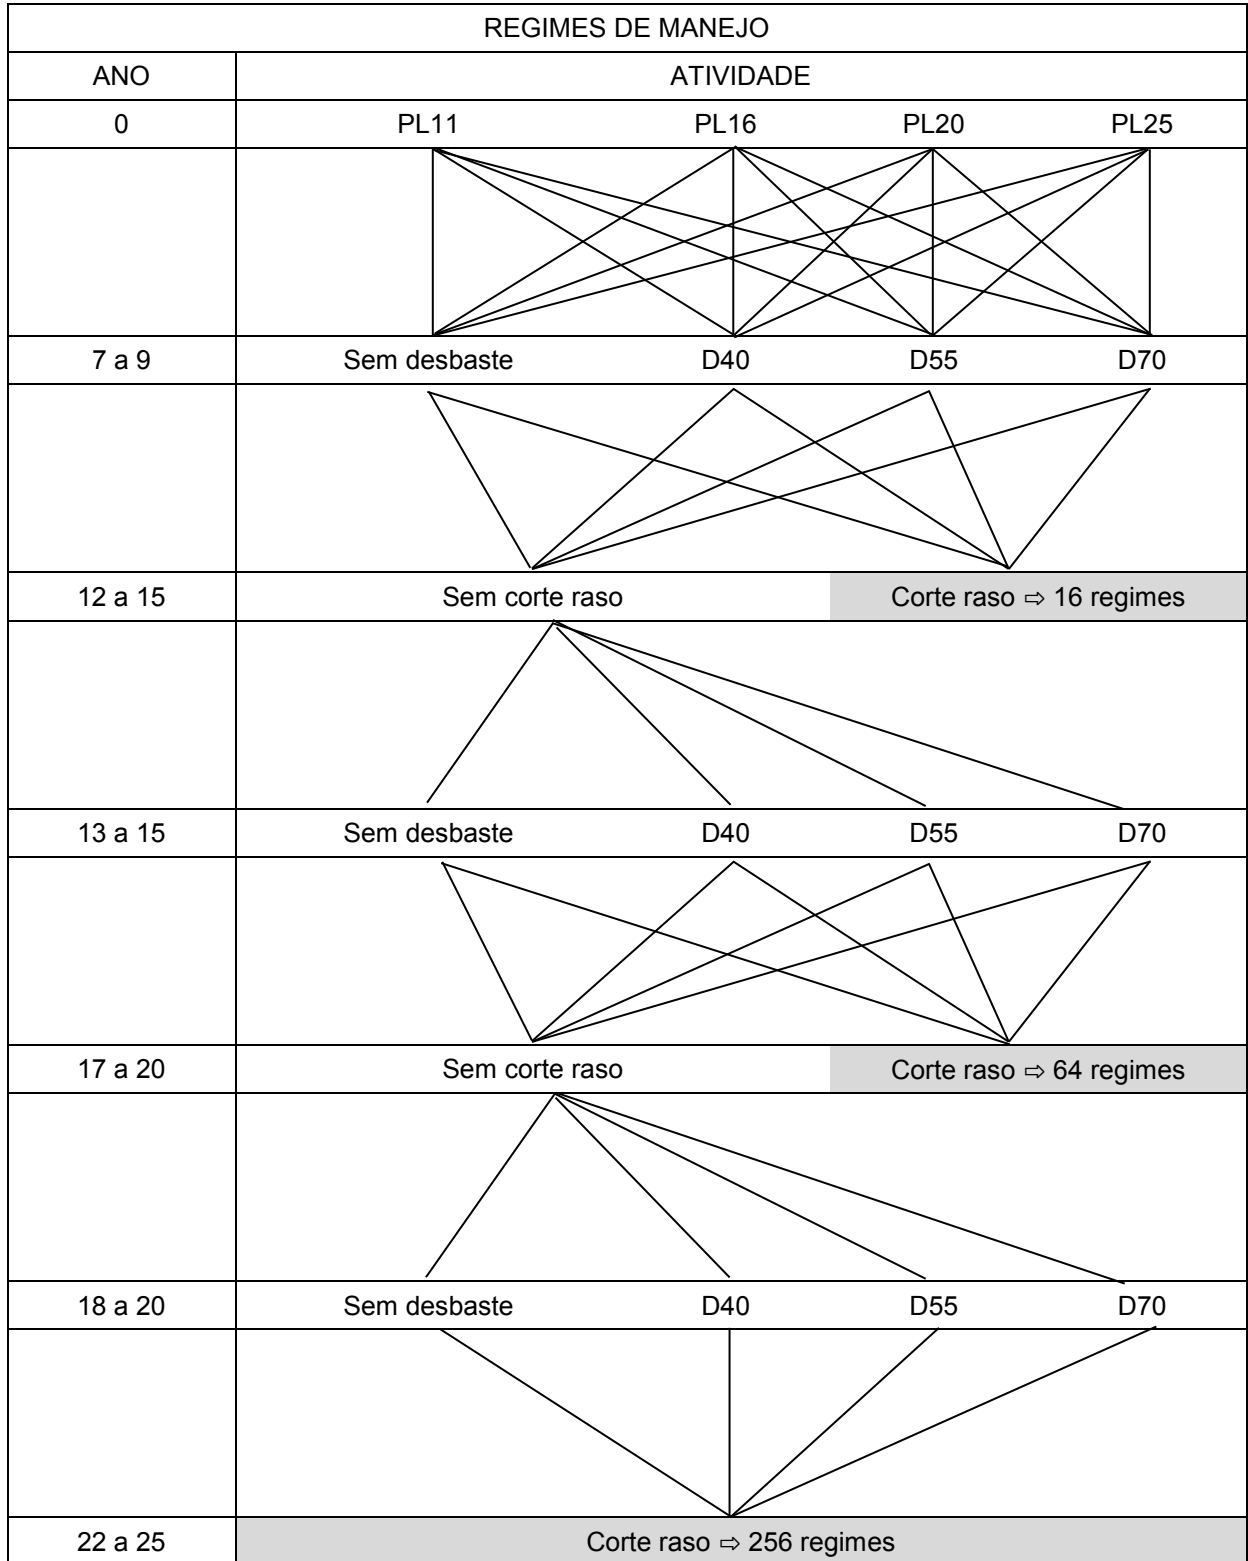 REGIMES DE MANEJO
ANO ATIVIDADE
0 PL11 PL16 PL20 PL25
7 a 9 Sem desbaste D40 D55 D70
12 a 15 Sem corte raso Corte raso ⇨ 16 regimes
13 a 15 Sem desbaste D40 D55 D70
17 a 20 Sem corte raso Corte raso ⇨ 64 regimes
18 a 20 Sem desbaste D40 D55 D70
22 a 25 Corte raso ⇨ 256 regimes